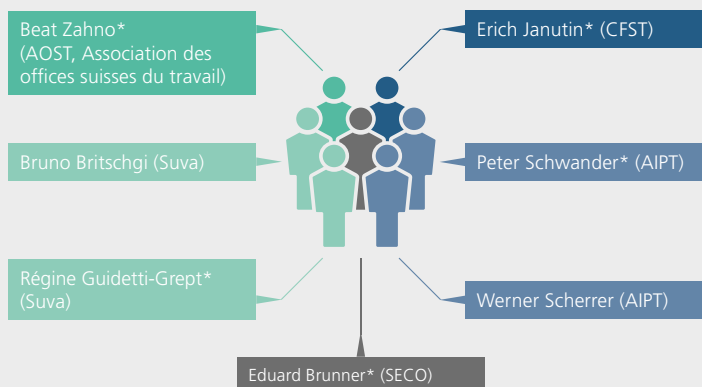 Beat Zahno*
(AOST, Association des
offices suisses du travail)
Erich Janutin* (CFST)
Bruno Britschgi (Suva)
Peter Schwander* (AIPT)
Régine Guidetti-Grept*
(Suva)
Werner Scherrer (AIPT)
Eduard Brunner* (SECO)